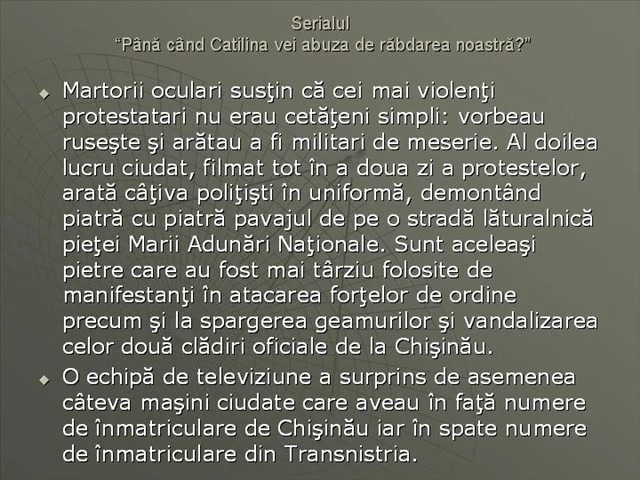 Serialul
“Până când Catilina vei abuza de răbdarea noastră?”
Martorii oculari susţin că cei mai violenţi
protestatari nu erau cetăţeni simpli: vorbeau
ruseşte şi arătau a fi militari de meserie. Al doilea
lucru ciudat, filmat tot în a doua zi a protestelor,
arată câţiva poliţişti în uniformă, demontând
piatră cu piatră pavajul de pe o stradă lăturalnică
pieţei Marii Adunări Naţionale. Sunt aceleaşi
pietre care au fost mai târziu folosite de
manifestanţi în atacarea forţelor de ordine
precum şi la spargerea geamurilor şi vandalizarea
celor două clădiri oficiale de la Chişinău.
O echipă de televiziune a surprins de asemenea
câteva maşini ciudate care aveau în faţă numere
de înmatriculare de Chişinău iar în spate numere
de înmatriculare din Transnistria.